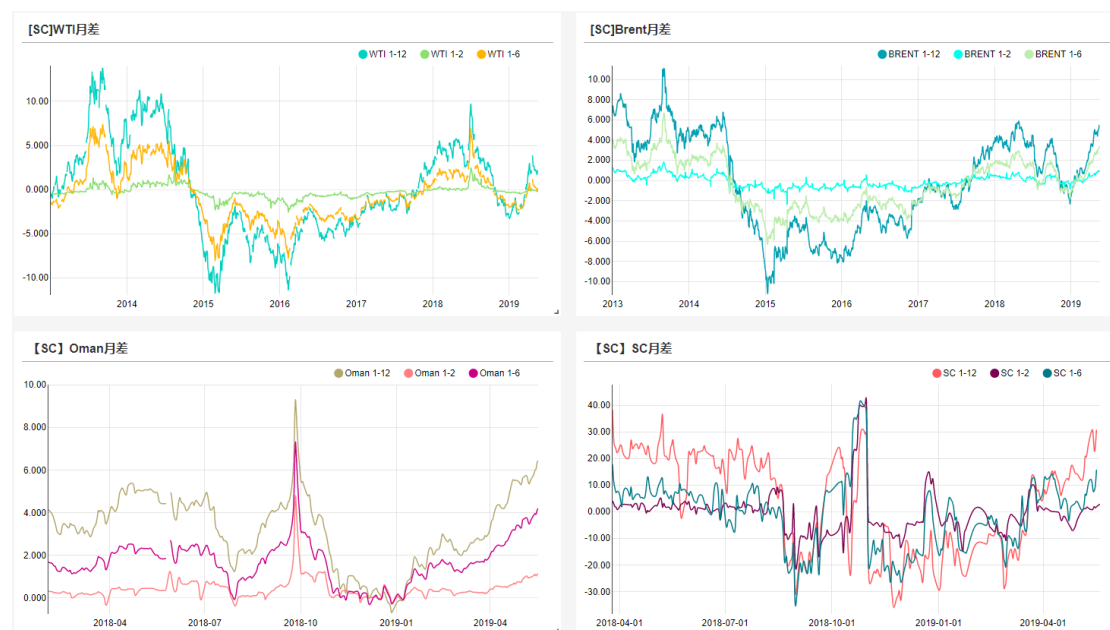 [SC]WTI月差
WTI 1-12 WTI 1-2 WTI 1-6
10.00
5.000
0.000
-5.000
-10.00
2014 2015 2016 2017 2018 2019
[SC]Brent月差
BRENT 1-12 BRENT 1-2 BRENT 1-6
10.00
8.000
6.000
4.000
2.000
0.000
-2.000
-4.000
-6.000
-8.000
-10.00
2013 2014 2015 2016 2017 2018 2019
【SC】Oman月差
Oman 1-12 Oman 1-2 Oman 1-6
10.00
8.000
6.000
4.000
2.000
0.000
2018-04 2018-07 2018-10 2019-01 2019-04
【SC】SC月差
SC 1-12 SC 1-2 SC 1-6
40.00
30.00
20.00
10.00
0.000
-10.00
-20.00
-30.00
2018-04-01 2018-07-01 2018-10-01 2019-01-01 2019-04-01